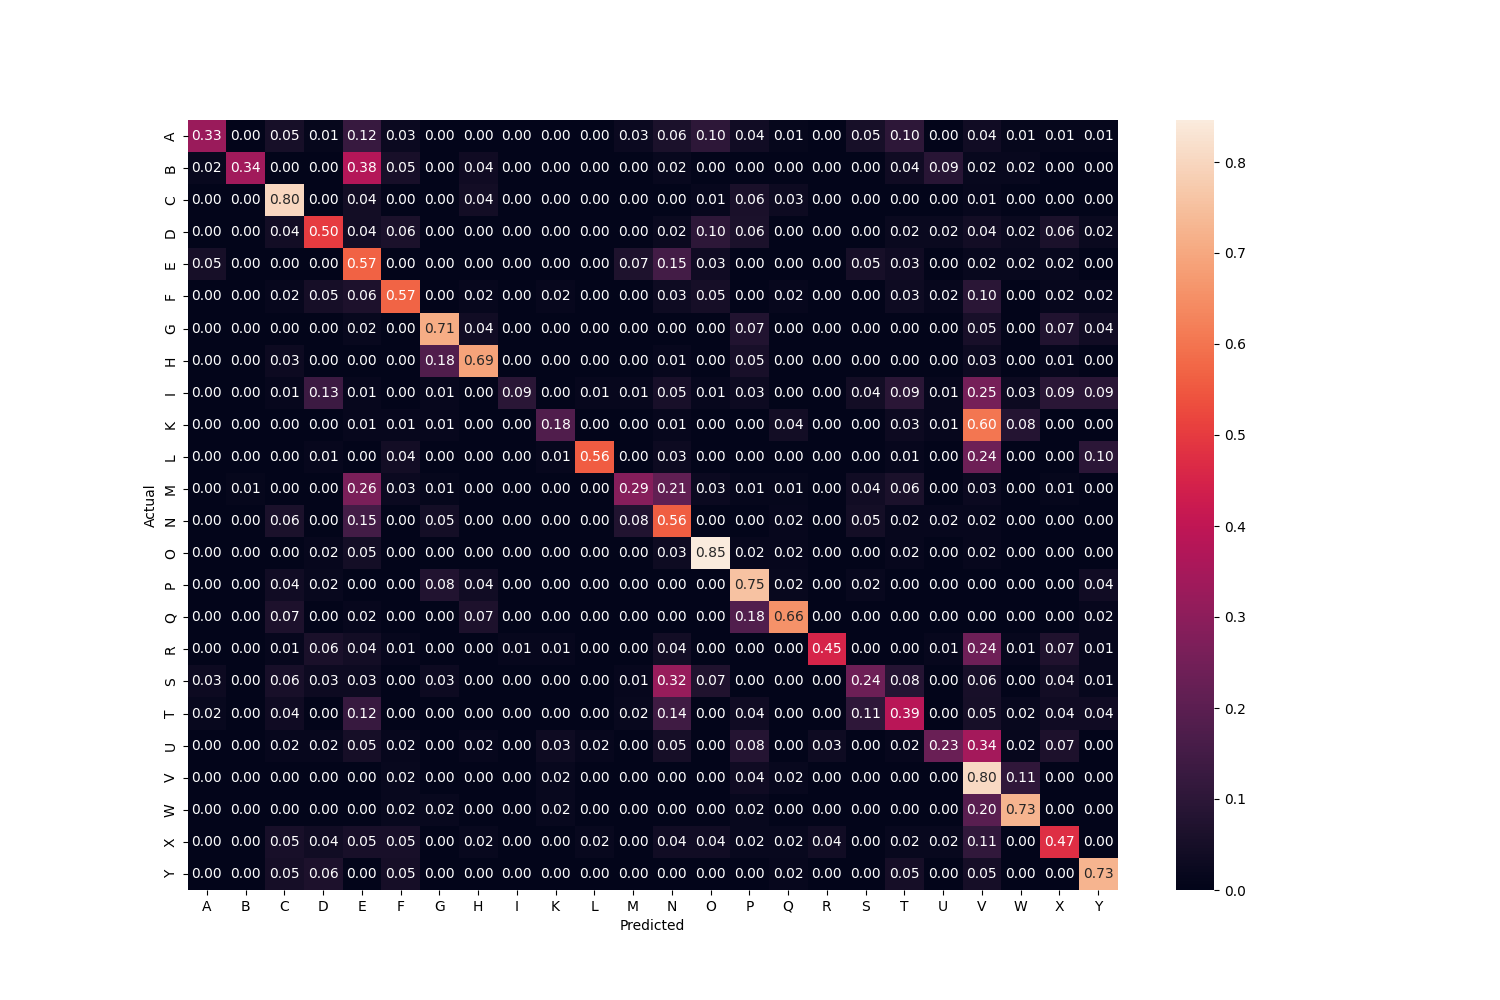 A 0.33 0.00 0.05 0.01 0.12 0.03 0.00 0.00 0.00 0.00 0.00 0.03 0.06 0.10 0.04 0.01 0.00 0.05 0.10 0.00 0.04 0.01 0.01 0.01
B 0.02 0.34 0.00 0.00 0.38 0.05 0.00 0.04 0.00 0.00 0.00 0.00 0.02 0.00 0.00 0.00 0.00 0.00 0.04 0.09 0.02 0.02 0.00 0.00
C 0.00 0.00 0.80 0.00 0.04 0.00 0.00 0.04 0.00 0.00 0.00 0.00 0.00 0.01 0.06 0.03 0.00 0.00 0.00 0.00 0.01 0.00 0.00 0.00
D 0.00 0.00 0.04 0.50 0.04 0.06 0.00 0.00 0.00 0.00 0.00 0.00 0.02 0.10 0.06 0.00 0.00 0.00 0.02 0.02 0.04 0.02 0.06 0.02
E 0.05 0.00 0.00 0.00 0.57 0.00 0.00 0.00 0.00 0.00 0.00 0.07 0.15 0.03 0.00 0.00 0.00 0.05 0.03 0.00 0.02 0.02 0.02 0.00
F 0.00 0.00 0.02 0.05 0.06 0.57 0.00 0.02 0.00 0.02 0.00 0.00 0.03 0.05 0.00 0.02 0.00 0.00 0.03 0.02 0.10 0.00 0.02 0.02
G 0.00 0.00 0.00 0.00 0.02 0.00 0.71 0.04 0.00 0.00 0.00 0.00 0.00 0.00 0.07 0.00 0.00 0.00 0.00 0.00 0.05 0.00 0.07 0.04
H 0.00 0.00 0.03 0.00 0.00 0.00 0.18 0.69 0.00 0.00 0.00 0.00 0.01 0.00 0.05 0.00 0.00 0.00 0.00 0.00 0.03 0.00 0.01 0.00
I 0.00 0.00 0.01 0.13 0.01 0.00 0.01 0.00 0.09 0.00 0.01 0.01 0.05 0.01 0.03 0.00 0.00 0.04 0.09 0.01 0.25 0.03 0.09 0.09
K 0.00 0.00 0.00 0.00 0.01 0.01 0.01 0.00 0.00 0.18 0.00 0.00 0.01 0.00 0.00 0.04 0.00 0.00 0.03 0.01 0.60 0.08 0.00 0.00
L 0.00 0.00 0.00 0.01 0.00 0.04 0.00 0.00 0.00 0.01 0.56 0.00 0.03 0.00 0.00 0.00 0.00 0.00 0.01 0.00 0.24 0.00 0.00 0.10
M 0.00 0.01 0.00 0.00 0.26 0.03 0.01 0.00 0.00 0.00 0.00 0.29 0.21 0.03 0.01 0.01 0.00 0.04 0.06 0.00 0.03 0.00 0.01 0.00
Actual
N 0.00 0.00 0.06 0.00 0.15 0.00 0.05 0.00 0.00 0.00 0.00 0.08 0.56 0.00 0.00 0.02 0.00 0.05 0.02 0.02 0.02 0.00 0.00 0.00
O 0.00 0.00 0.00 0.02 0.05 0.00 0.00 0.00 0.00 0.00 0.00 0.00 0.03 0.85 0.02 0.02 0.00 0.00 0.02 0.00 0.02 0.00 0.00 0.00
P 0.00 0.00 0.04 0.02 0.00 0.00 0.08 0.04 0.00 0.00 0.00 0.00 0.00 0.00 0.75 0.02 0.00 0.02 0.00 0.00 0.00 0.00 0.00 0.04
Q 0.00 0.00 0.07 0.00 0.02 0.00 0.00 0.07 0.00 0.00 0.00 0.00 0.00 0.00 0.18 0.66 0.00 0.00 0.00 0.00 0.00 0.00 0.00 0.02
R 0.00 0.00 0.01 0.06 0.04 0.01 0.00 0.00 0.01 0.01 0.00 0.00 0.04 0.00 0.00 0.00 0.45 0.00 0.00 0.01 0.24 0.01 0.07 0.01
S 0.03 0.00 0.06 0.03 0.03 0.00 0.03 0.00 0.00 0.00 0.00 0.01 0.32 0.07 0.00 0.00 0.00 0.24 0.08 0.00 0.06 0.00 0.04 0.01
T 0.02 0.00 0.04 0.00 0.12 0.00 0.00 0.00 0.00 0.00 0.00 0.02 0.14 0.00 0.04 0.00 0.00 0.11 0.39 0.00 0.05 0.02 0.04 0.04
U 0.00 0.00 0.02 0.02 0.05 0.02 0.00 0.02 0.00 0.03 0.02 0.00 0.05 0.00 0.08 0.00 0.03 0.00 0.02 0.23 0.34 0.02 0.07 0.00
V 0.00 0.00 0.00 0.00 0.00 0.02 0.00 0.00 0.00 0.02 0.00 0.00 0.00 0.00 0.04 0.02 0.00 0.00 0.00 0.00 0.80 0.11 0.00 0.00
W 0.00 0.00 0.00 0.00 0.00 0.02 0.02 0.00 0.00 0.02 0.00 0.00 0.00 0.00 0.02 0.00 0.00 0.00 0.00 0.00 0.20 0.73 0.00 0.00
X 0.00 0.00 0.05 0.04 0.05 0.05 0.00 0.02 0.00 0.00 0.02 0.00 0.04 0.04 0.02 0.02 0.04 0.00 0.02 0.02 0.11 0.00 0.47 0.00
Y 0.00 0.00 0.05 0.06 0.00 0.05 0.00 0.00 0.00 0.00 0.00 0.00 0.00 0.00 0.00 0.02 0.00 0.00 0.05 0.00 0.05 0.00 0.00 0.73
A B C D E F G H I K L M N O P Q R S T U V W X Y
Predicted
0.8
0.7
0.6
0.5
0.4
0.3
0.2
0.1
0.0